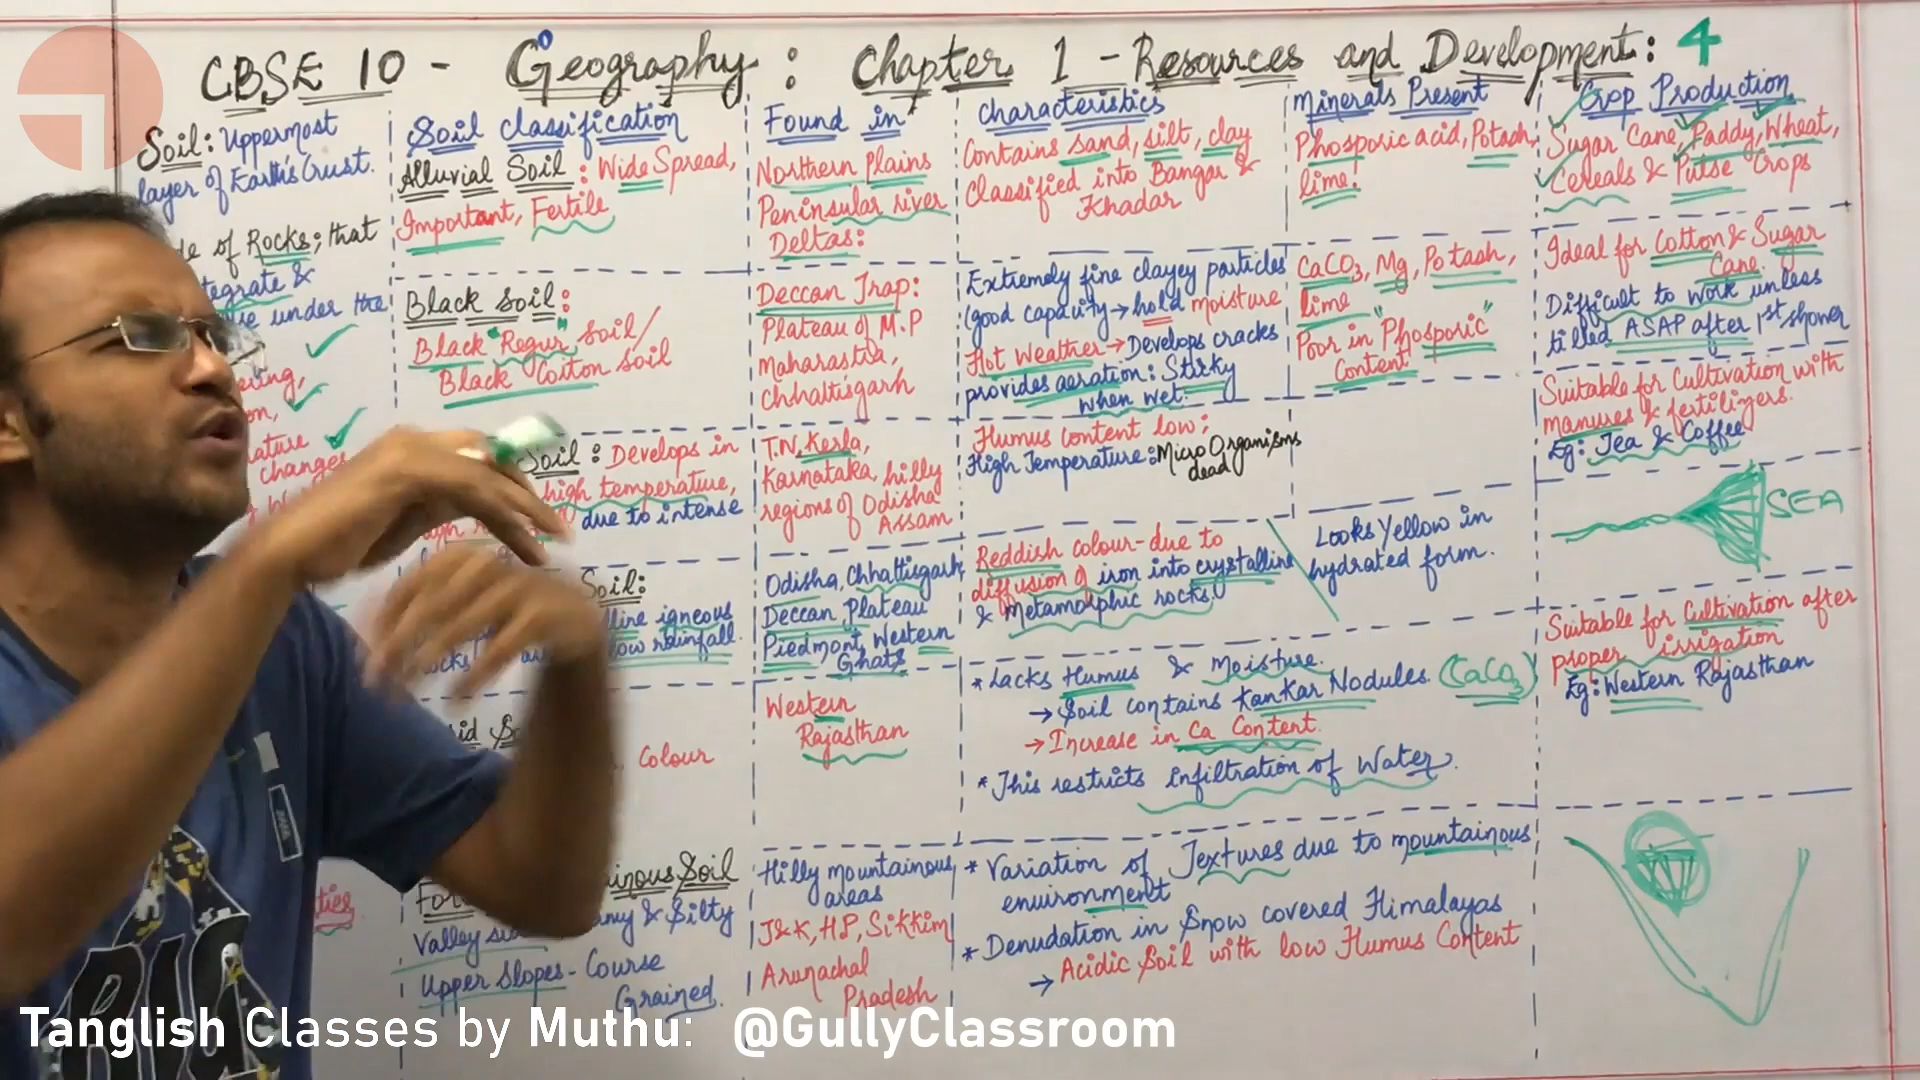 CBSE 10 - Geography : Chapter 1 - Resources and Development: 4
Soil: Uppermost
layer of Earth's Crust.
of Rocks; that
tegrate &
under the
ature
changes
ties.
Soil classification
Alluvial Soil : Wide Spread,
Important, Fertile
Black Soil:
Black "Regur" Soil/
Black Cotton Soil
Soil : Develops in
high temperature,
due to intense
Soil:
line igneous
low rainfall.
Colour
inous Soil
& Silty
Valley
Upper Slopes - Course
Grained.
Found in
Northern Plains
Peninsular river
Deltas:
Deccan Trap:
Plateau of M.P
Maharastra,
Chhattisgarh
T.N, Kerla,
Karnataka, hilly
regions of Odisha
Assam
Odisha, Chhattisgarh,
Deccan Plateau
Piedmont, Western
Ghats
Western
Rajasthan
Hilly mountainous
areas
J&K, HP, Sikkim
Arunachal
Pradesh
Characteristics
Contains sand, silt, clay
Classified into Bangar &
Khadar
Extremely fine clayey particles
(good capacity → hold moisture
Hot Weather → Develops cracks
provides aeration: Sticky
when wet.
Humus content low;
High Temperature: Micro Organisms
dead
Reddish colour - due to
diffusion of iron into crystalline
& Metamorphic rocks.
Looks Yellow in
hydrated form.
* Lacks Humus & Moisture.
→ Soil contains Kankar Nodules (CaCO3)
→ Increase in Ca Content.
* This restricts infiltration of Water.
* Variation of Textures due to mountainous
environment
* Denudation in Snow covered Himalayas
→ Acidic Soil with low Humus Content
Minerals Present
Phosporic acid, Potash,
lime!
CaCO3, Mg, Potash,
lime
Poor in "Phosporic"
Content
Crop Production
Sugar Cane, Paddy, Wheat,
Cereals & Pulse Crops
Ideal for Cotton & Sugar
Cane.
Difficult to work unless
tilled ASAP after 1st shower
Suitable for Cultivation with
manures & fertilizers.
Eg: Tea & Coffee
SEA
Suitable for Cultivation after
proper irrigation
Eg: Western Rajasthan
Tanglish Classes by Muthu: @GullyClassroom